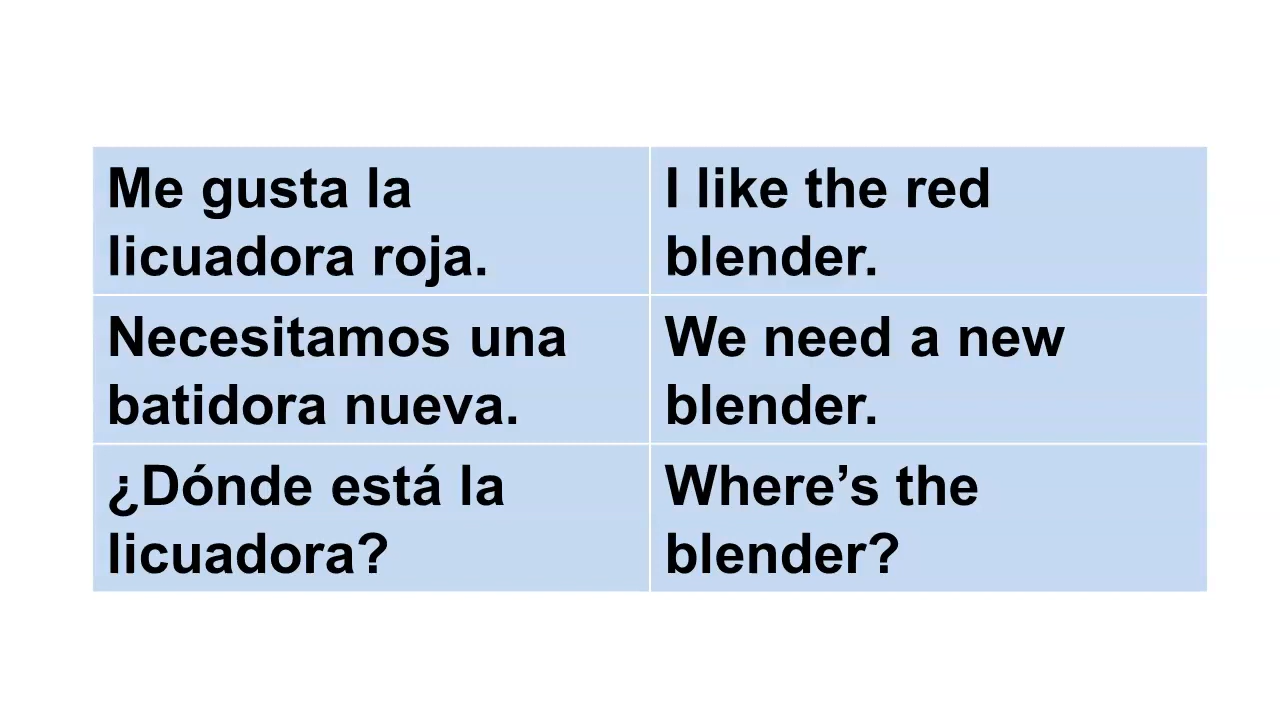 Me gusta la
licuadora roja.
I like the red
blender.
Necesitamos una
batidora nueva.
We need a new
blender.
¿Dónde está la
licuadora?
Where’s the
blender?